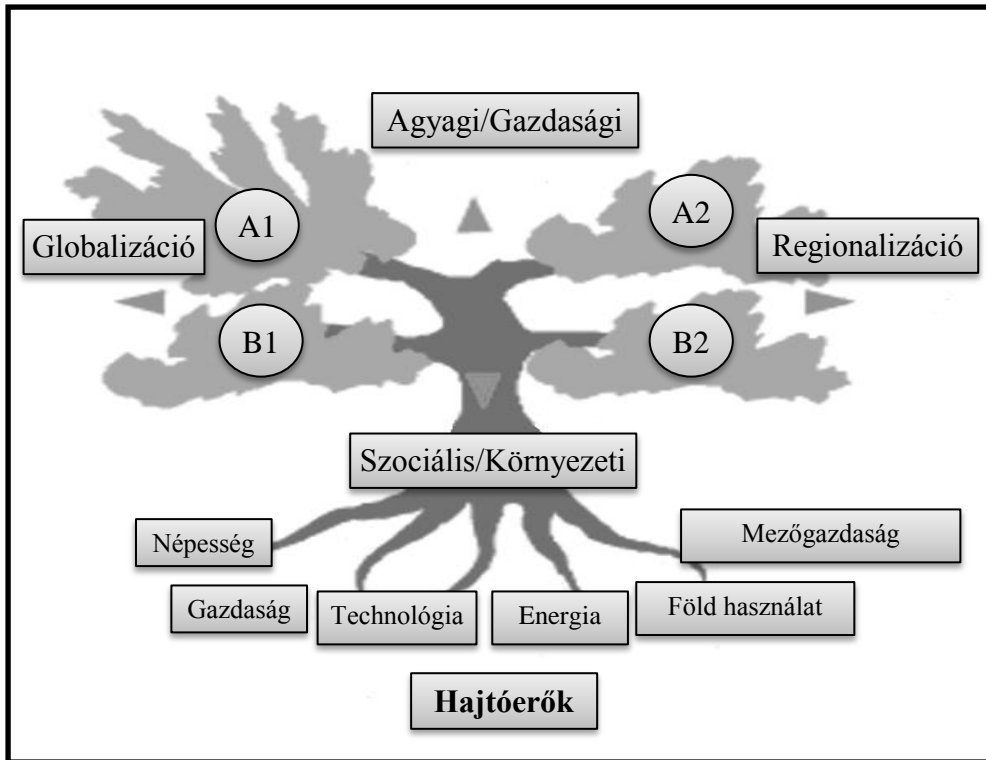 Agyagi/Gazdasági
A1
A2
Globalizáció
Regionalizáció
B1
B2
Szociális/Környezeti
Népesség
Mezőgazdaság
Gazdaság
Technológia
Energia
Föld használat
Hajtóerők